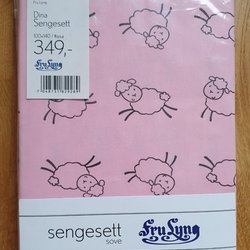 Fru Lyng
Dina
Sengesett
100x140 / Rosa
349,-
Fru Lyng
sengesett
sove
Fru Lyng